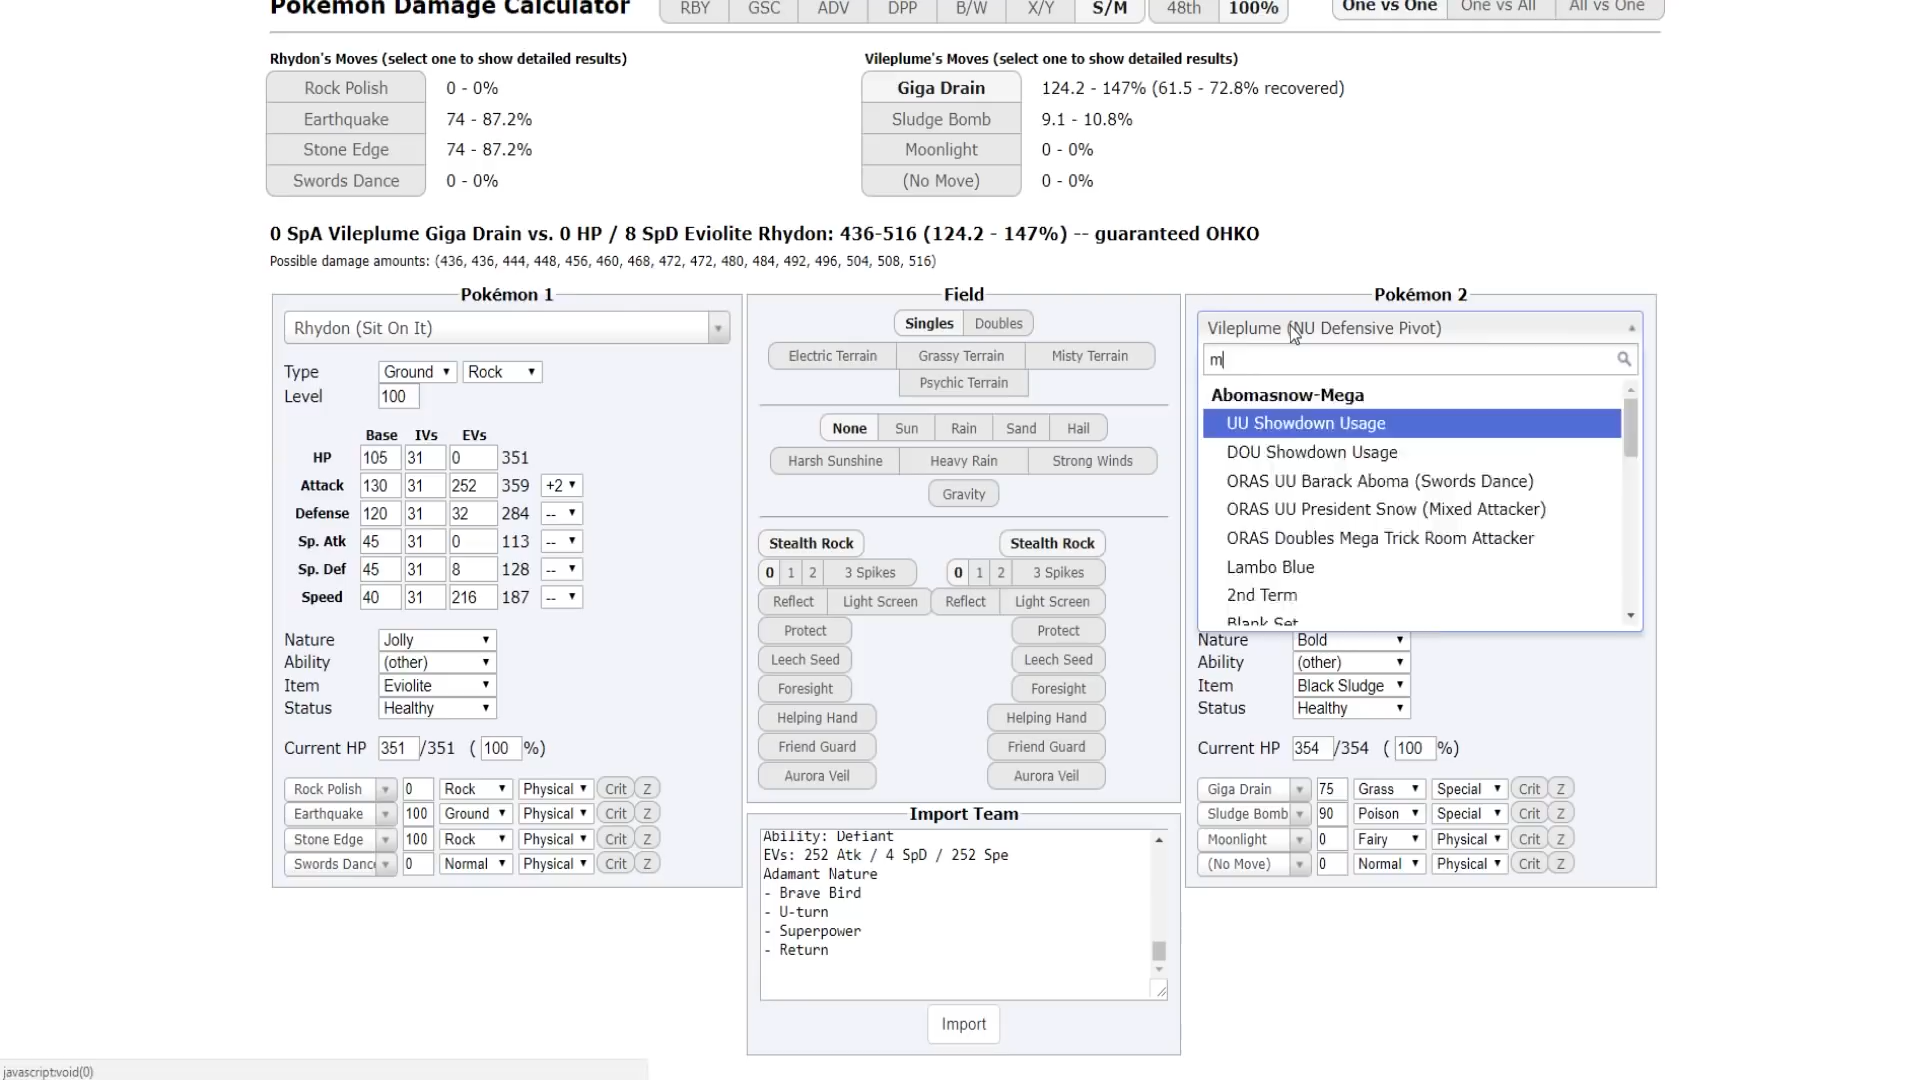 Pokémon Damage Calculator RBY GSC ADV DPP B/W X/Y S/M 48th 100% One vs One One vs All All vs One
Rhydon's Moves (select one to show detailed results)
Rock Polish 0 - 0%
Earthquake 74 - 87.2%
Stone Edge 74 - 87.2%
Swords Dance 0 - 0%
Vileplume's Moves (select one to show detailed results)
Giga Drain 124.2 - 147% (61.5 - 72.8% recovered)
Sludge Bomb 9.1 - 10.8%
Moonlight 0 - 0%
(No Move) 0 - 0%
0 SpA Vileplume Giga Drain vs. 0 HP / 8 SpD Eviolite Rhydon: 436-516 (124.2 - 147%) -- guaranteed OHKO
Possible damage amounts: (436, 436, 444, 448, 456, 460, 468, 472, 472, 480, 484, 492, 496, 504, 508, 516)
Pokémon 1
Rhydon (Sit On It)
Type Ground Rock
Level 100
Base IVs EVs
HP 105 31 0 351
Attack 130 31 252 359 +2
Defense 120 31 32 284 --
Sp. Atk 45 31 0 113 --
Sp. Def 45 31 8 128 --
Speed 40 31 216 187 --
Nature Jolly
Ability (other)
Item Eviolite
Status Healthy
Current HP 351 /351 ( 100 %)
Rock Polish 0 Rock Physical Crit Z
Earthquake 100 Ground Physical Crit Z
Stone Edge 100 Rock Physical Crit Z
Swords Danc 0 Normal Physical Crit Z
Field
Singles Doubles
Electric Terrain Grassy Terrain Misty Terrain
Psychic Terrain
None Sun Rain Sand Hail
Harsh Sunshine Heavy Rain Strong Winds
Gravity
Stealth Rock Stealth Rock
0 1 2 3 Spikes 0 1 2 3 Spikes
Reflect Light Screen Reflect Light Screen
Protect Protect
Leech Seed Leech Seed
Foresight Foresight
Helping Hand Helping Hand
Friend Guard Friend Guard
Aurora Veil Aurora Veil
Import Team
Ability: Defiant
EVs: 252 Atk / 4 SpD / 252 Spe
Adamant Nature
- Brave Bird
- U-turn
- Superpower
- Return
Import
Pokémon 2
Vileplume (NU Defensive Pivot)
m
Abomasnow-Mega
UU Showdown Usage
DOU Showdown Usage
ORAS UU Barack Aboma (Swords Dance)
ORAS UU President Snow (Mixed Attacker)
ORAS Doubles Mega Trick Room Attacker
Lambo Blue
2nd Term
Blank Set
Nature Bold
Ability (other)
Item Black Sludge
Status Healthy
Current HP 354 /354 ( 100 %)
Giga Drain 75 Grass Special Crit Z
Sludge Bomb 90 Poison Special Crit Z
Moonlight 0 Fairy Physical Crit Z
(No Move) 0 Normal Physical Crit Z
javascript:void(0)